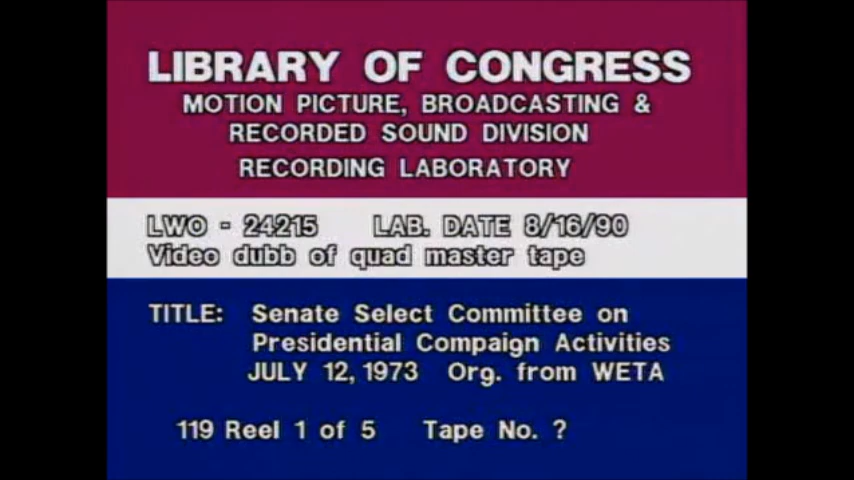 LIBRARY OF CONGRESS
MOTION PICTURE, BROADCASTING &
RECORDED SOUND DIVISION
RECORDING LABORATORY
LWO - 24215 LAB. DATE 8/16/90
Video dubb of quad master tape
TITLE: Senate Select Committee on
Presidential Compaign Activities
JULY 12, 1973 Org. from WETA
119 Reel 1 of 5 Tape No. ?